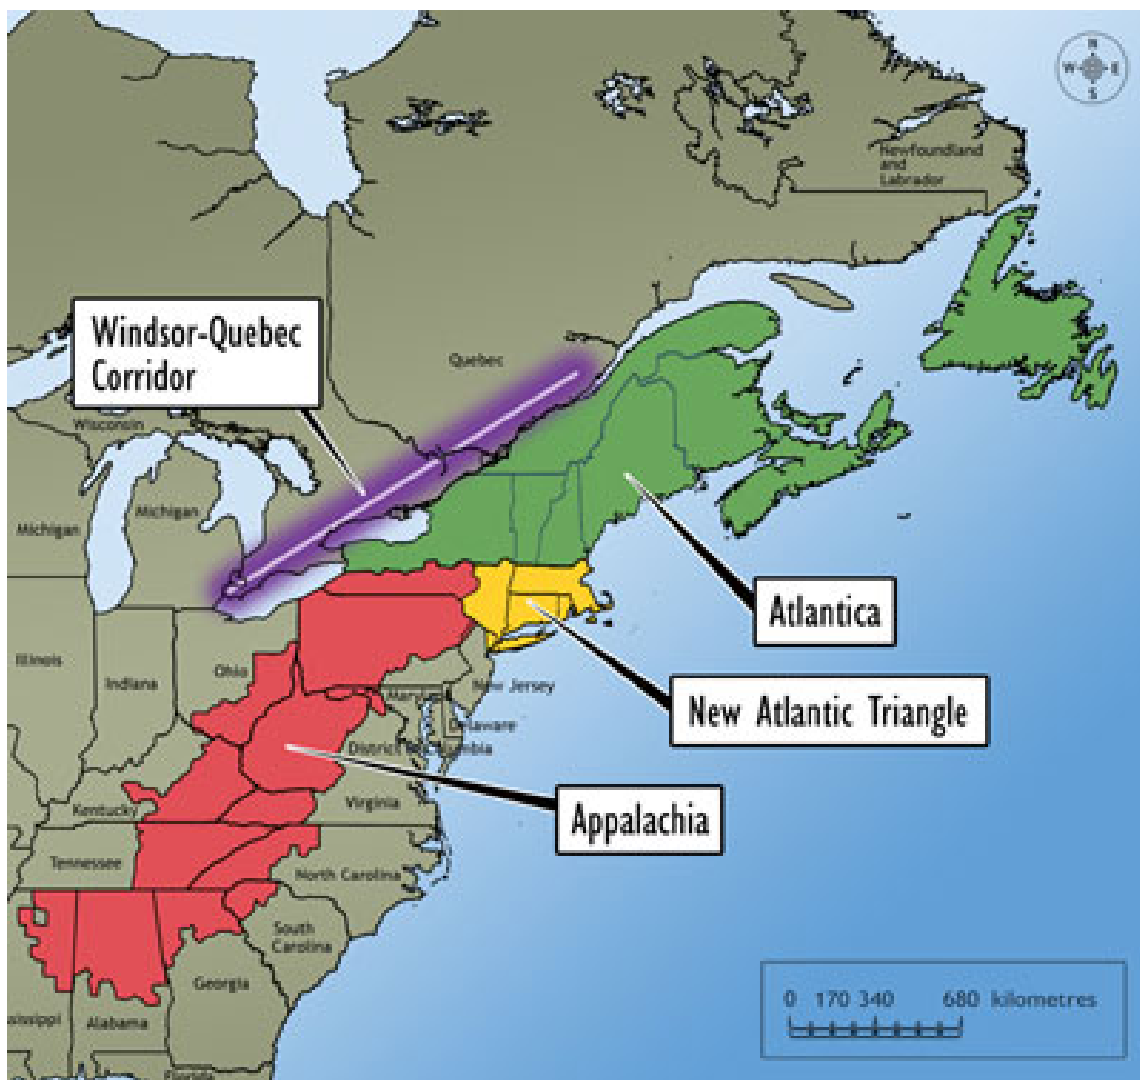 N
W E
S
Newfoundland
and
Labrador
Windsor-Quebec
Corridor
Quebec
Wisconsin
Michigan
Michigan
Atlantica
Illinois
Indiana
Ohio
New Jersey
Maryland
Delaware
New Atlantic Triangle
District of Columbia
Kentucky
Virginia
Appalachia
Tennessee
North Carolina
South
Carolina
Georgia
0 170 340 680 kilometres
ssissippi
Alabama
Florida